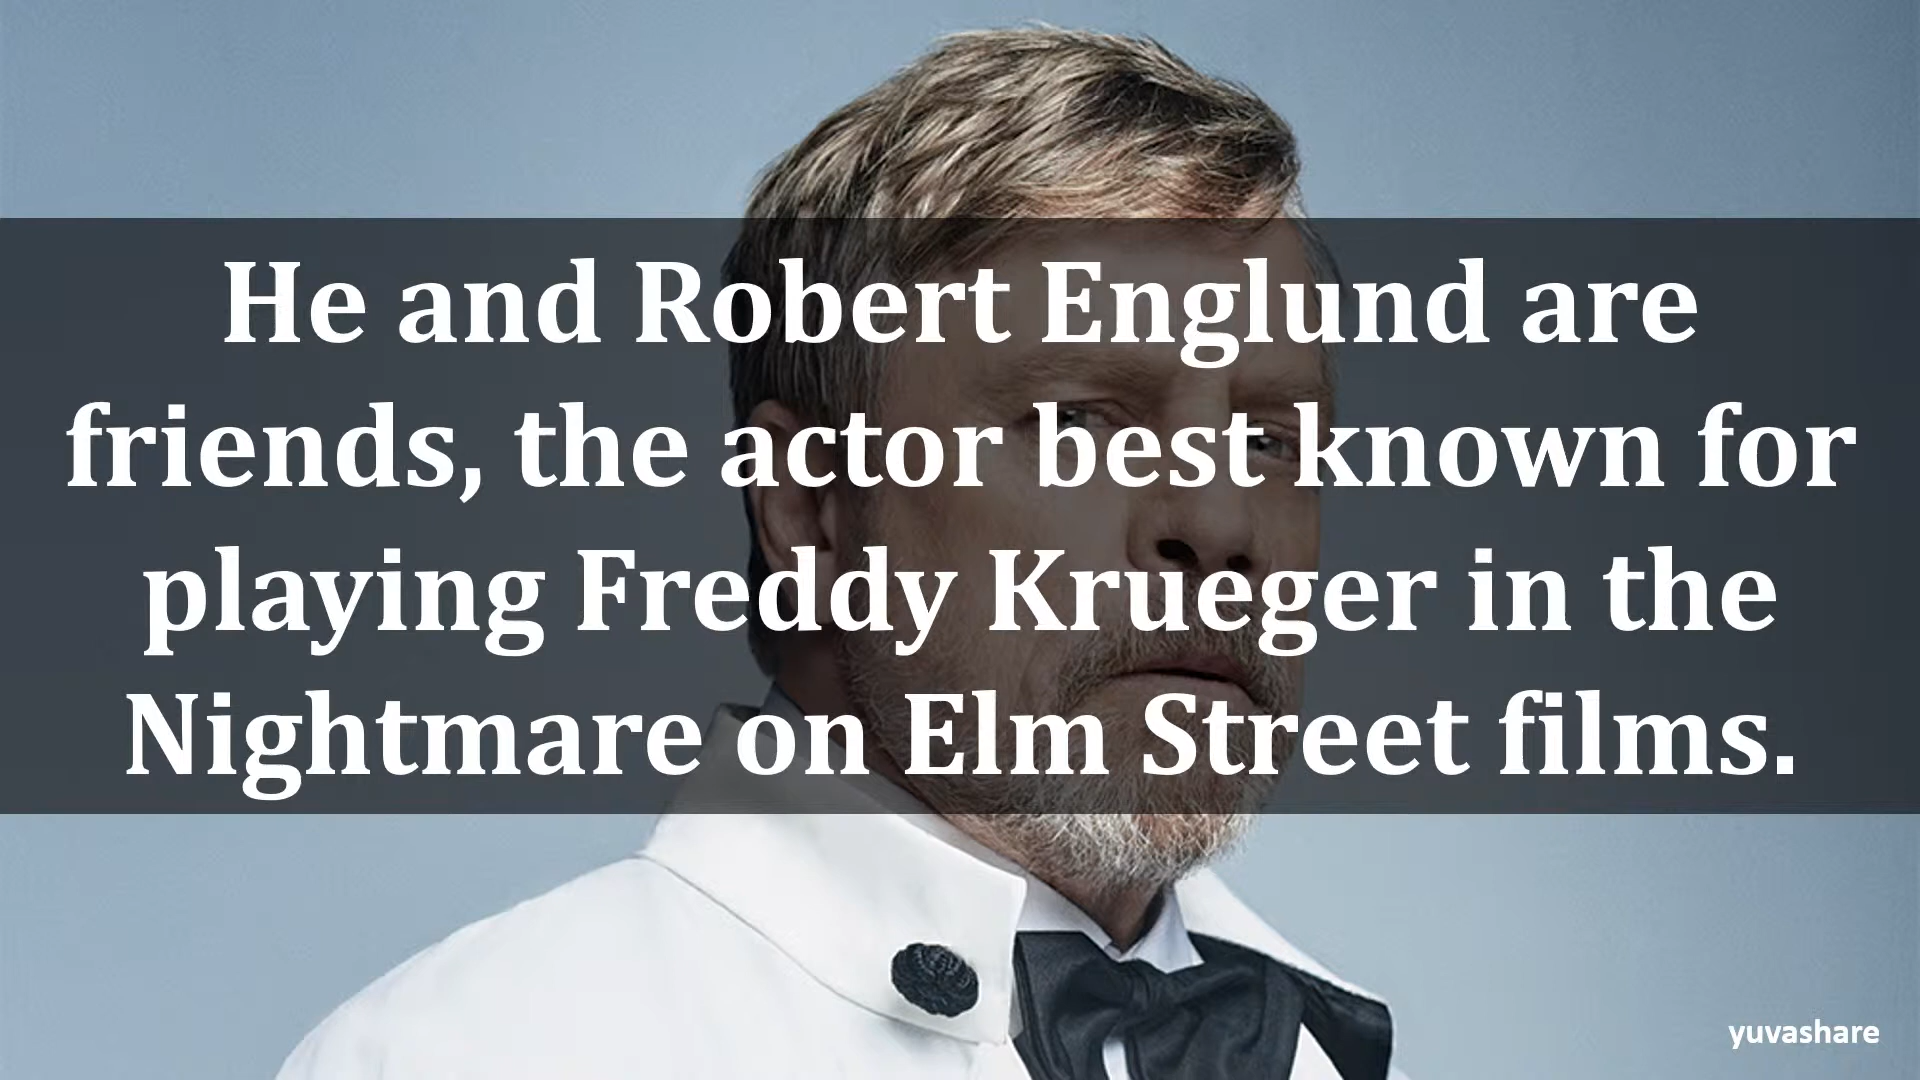 He and Robert Englund are
friends, the actor best known for
playing Freddy Krueger in the
Nightmare on Elm Street films.
yuvashare